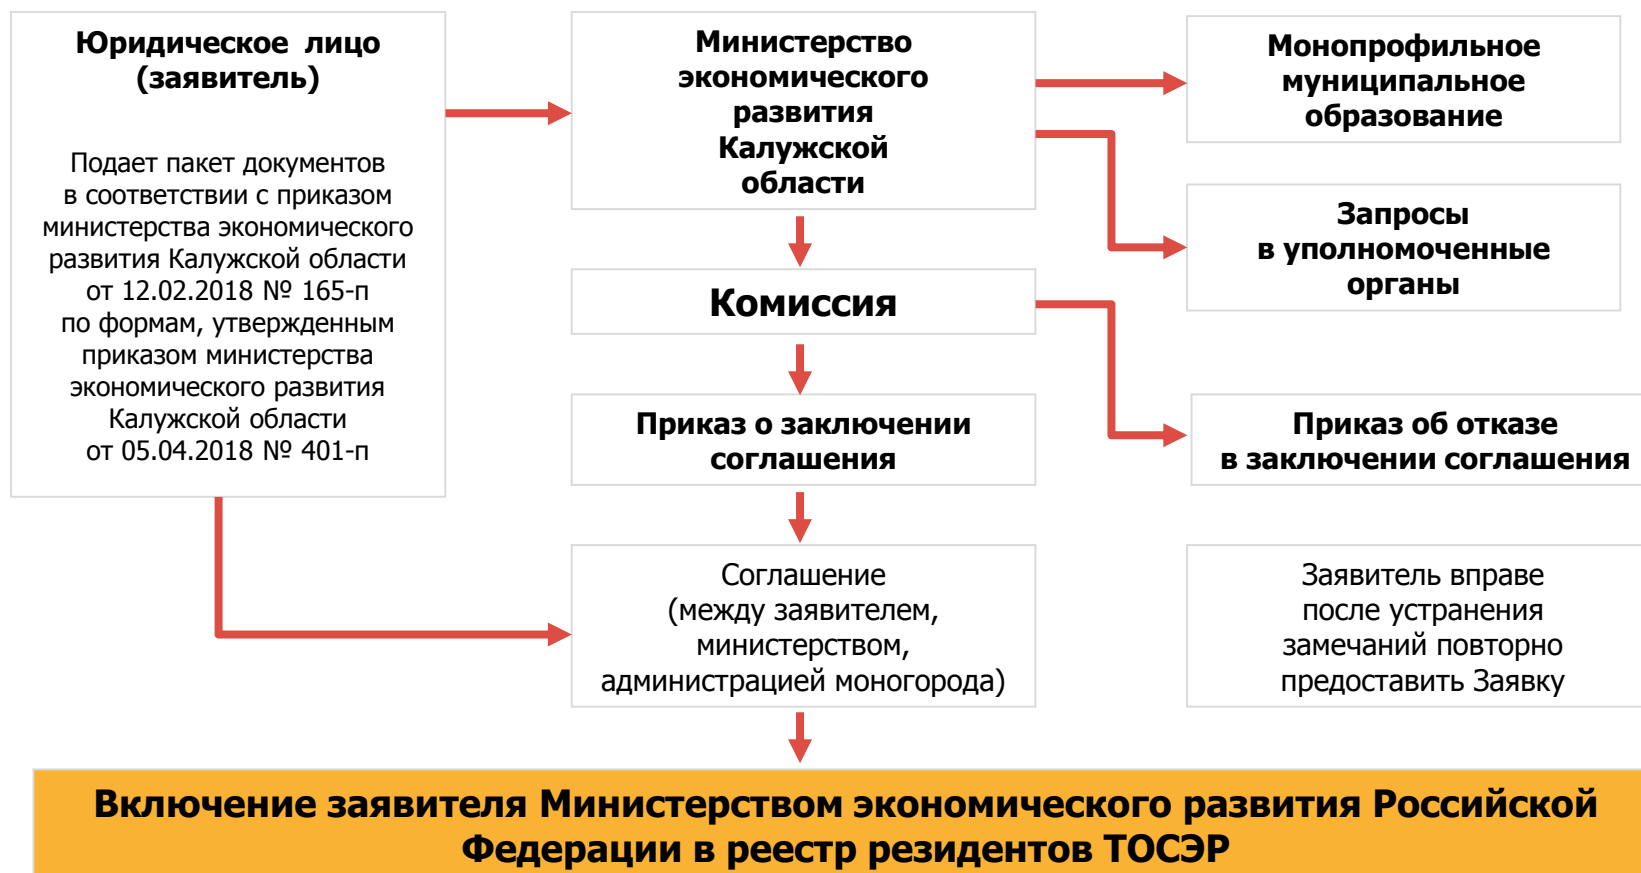 Юридическое лицо
(заявитель)
Подает пакет документов
в соответствии с приказом
министерства экономического
развития Калужской области
от 12.02.2018 № 165-п
по формам, утвержденным
приказом министерства
экономического развития
Калужской области
от 05.04.2018 № 401-п
Министерство
экономического
развития
Калужской
области
Монопрофильное
муниципальное
образование
Запросы
в уполномоченные
органы
Комиссия
Приказ о заключении
соглашения
Приказ об отказе
в заключении соглашения
Соглашение
(между заявителем,
министерством,
администрацией моногорода)
Заявитель вправе
после устранения
замечаний повторно
предоставить Заявку
Включение заявителя Министерством экономического развития Российской
Федерации в реестр резидентов ТОСЭР